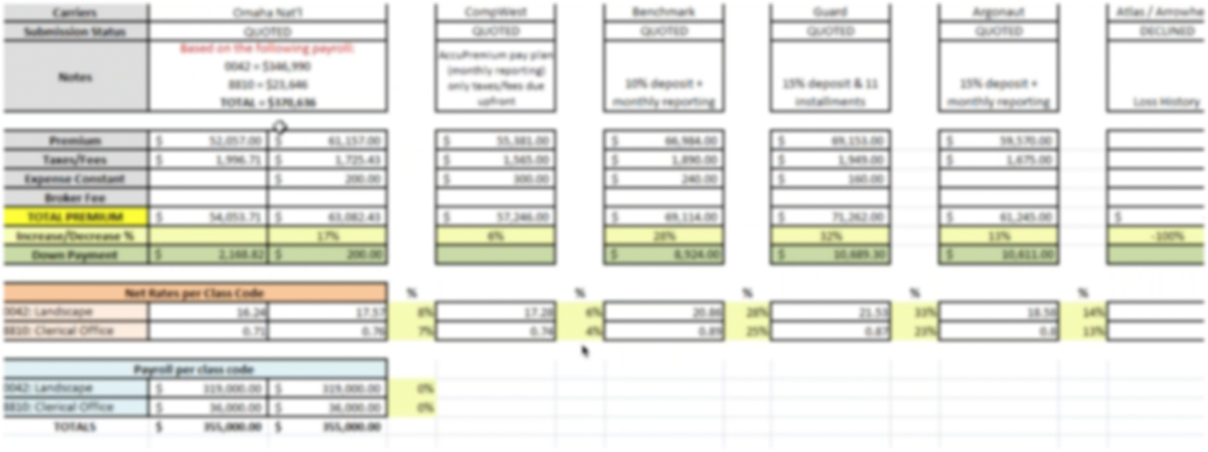 Carriers Omaha Nat'l CompWest Benchmark Guard Argonaut Atlas / Arrowhe
Submission Status QUOTED QUOTED QUOTED QUOTED QUOTED DECLINED
Notes
Based on the following payroll:
0042 = $346,990
8810 = $23,646
TOTAL = $370,636
AccuPremium pay plan
(monthly reporting)
only taxes/fees due
upfront
10% deposit +
monthly reporting
15% deposit & 11
installments
15% deposit +
monthly reporting
Loss History
Premium $ 52,057.00 $ 61,157.00 $ 55,381.00 $ 66,984.00 $ 69,153.00 $ 59,570.00
Taxes/Fees $ 1,996.71 $ 1,725.43 $ 1,565.00 $ 1,890.00 $ 1,949.00 $ 1,675.00
Expense Constant $ 200.00 $ 300.00 $ 240.00 $ 160.00
Broker Fee
TOTAL PREMIUM $ 54,053.71 $ 63,082.43 $ 57,246.00 $ 69,114.00 $ 71,262.00 $ 61,245.00 $
Increase/Decrease % 17% 6% 28% 32% 13% -100%
Down Payment $ 2,168.82 $ 200.00 $ 8,924.00 $ 10,689.30 $ 10,611.00
Net Rates per Class Code % % % % %
0042: Landscape 16.24 17.57 8% 17.28 6% 20.86 28% 21.53 33% 18.58 14%
8810: Clerical Office 0.71 0.76 7% 0.74 4% 0.89 25% 0.87 23% 0.8 13%
Payroll per class code
0042: Landscape $ 319,000.00 $ 319,000.00 0%
8810: Clerical Office $ 36,000.00 $ 36,000.00 0%
TOTALS $ 355,000.00 $ 355,000.00